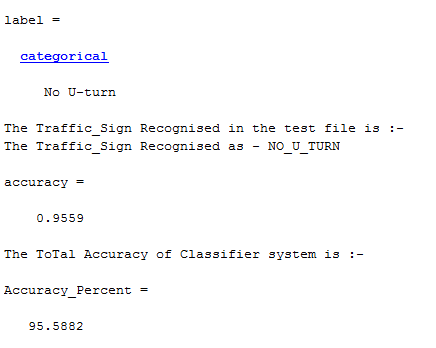 label =
categorical
No U-turn
The Traffic_Sign Recognised in the test file is :-
The Traffic_Sign Recognised as - NO_U_TURN
accuracy =
0.9559
The ToTal Accuracy of Classifier system is :-
Accuracy_Percent =
95.5882